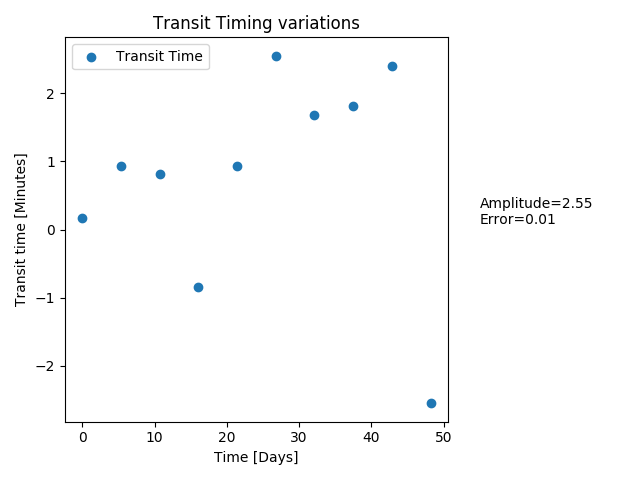 Transit Timing variations
Transit Time
Transit time [Minutes]
2
1
0
−1
−2
Amplitude=2.55
Error=0.01
0 10 20 30 40 50
Time [Days]